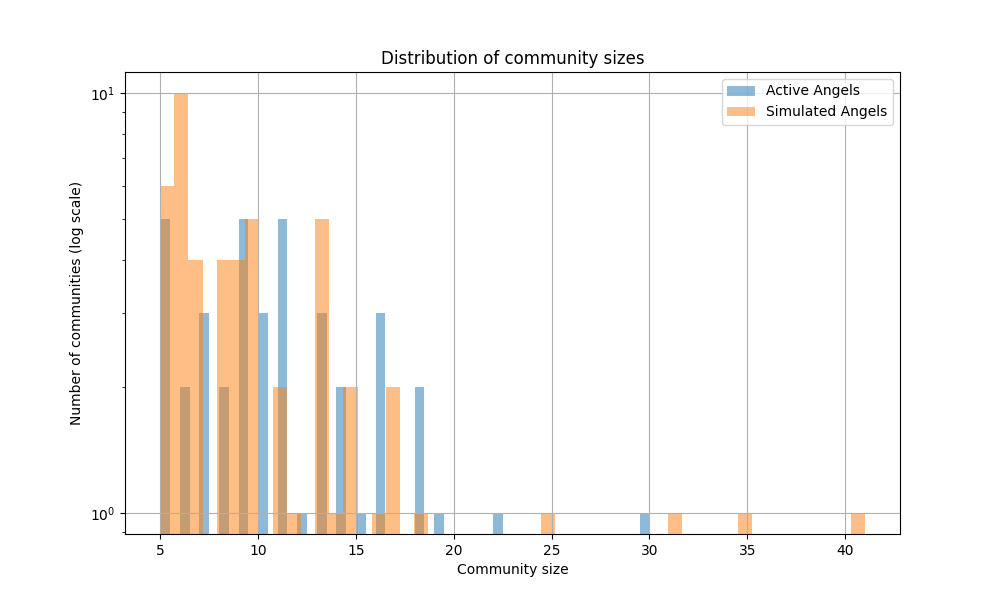 Distribution of community sizes
Active Angels
Simulated Angels
Number of communities (log scale)
10¹
10⁰
5 10 15 20 25 30 35 40
Community size